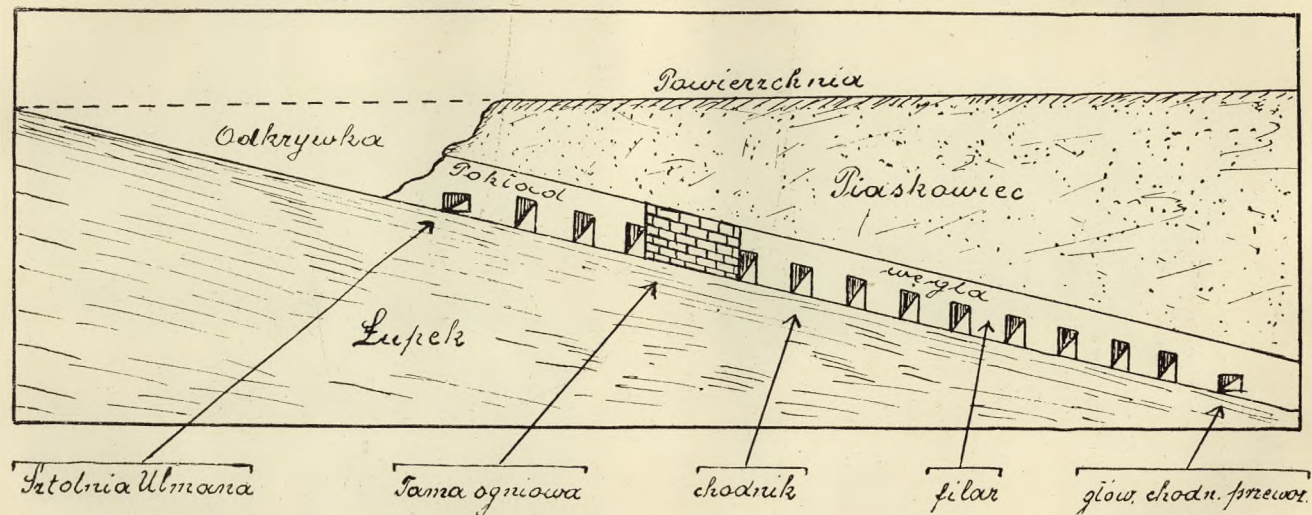 Powierzchnia
Odkrywka
Pokład
Piaskowiec
węgla
Łupek
Sztolnia Ulmana
Tama ogniowa
chodnik
filar
głów. chodn. przewoz.